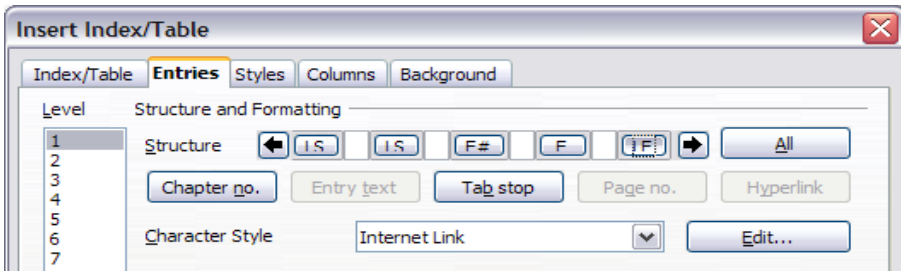 Insert Index/Table
Index/Table Entries Styles Columns Background
Level Structure and Formatting
1
2
3
4
5
6
7
Structure LS LS E# E LE All
Chapter no. Entry text Tab stop Page no. Hyperlink
Character Style Internet Link Edit...